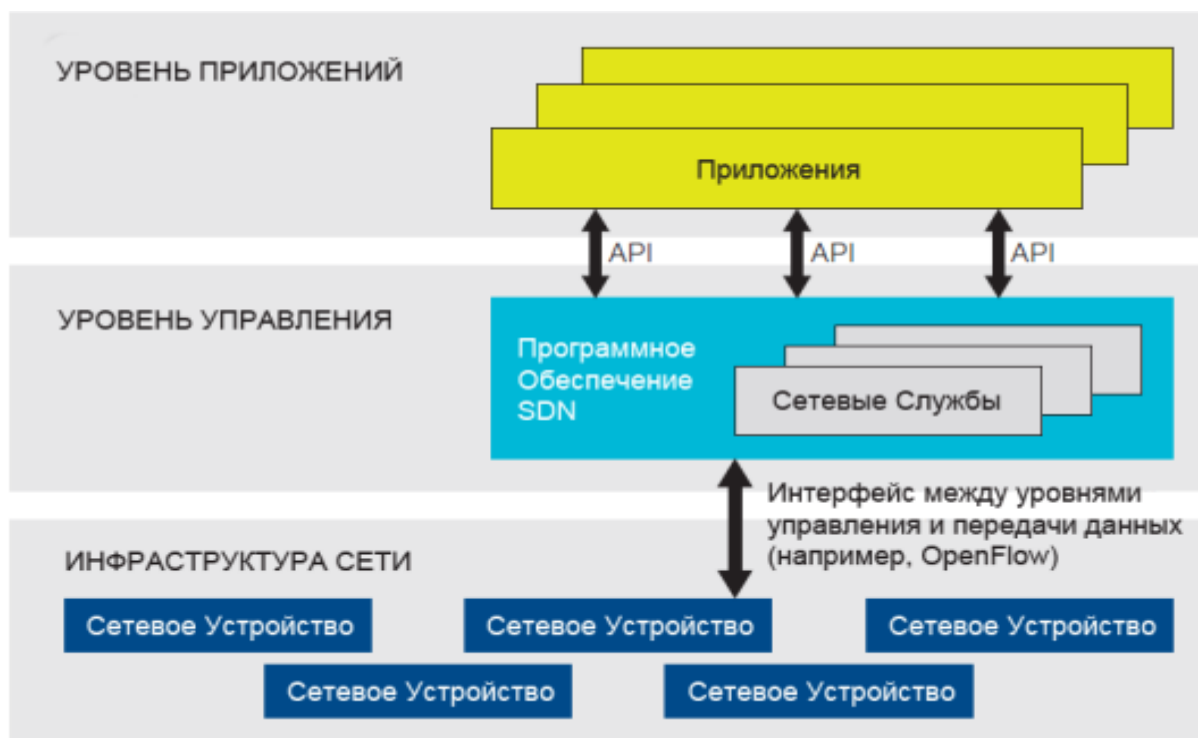 УРОВЕНЬ ПРИЛОЖЕНИЙ
Приложения
API
API
API
УРОВЕНЬ УПРАВЛЕНИЯ
Программное
Обеспечение
SDN
Сетевые Службы
Интерфейс между уровнями
управления и передачи данных
(например, OpenFlow)
ИНФРАСТРУКТУРА СЕТИ
Сетевое Устройство
Сетевое Устройство
Сетевое Устройство
Сетевое Устройство
Сетевое Устройство